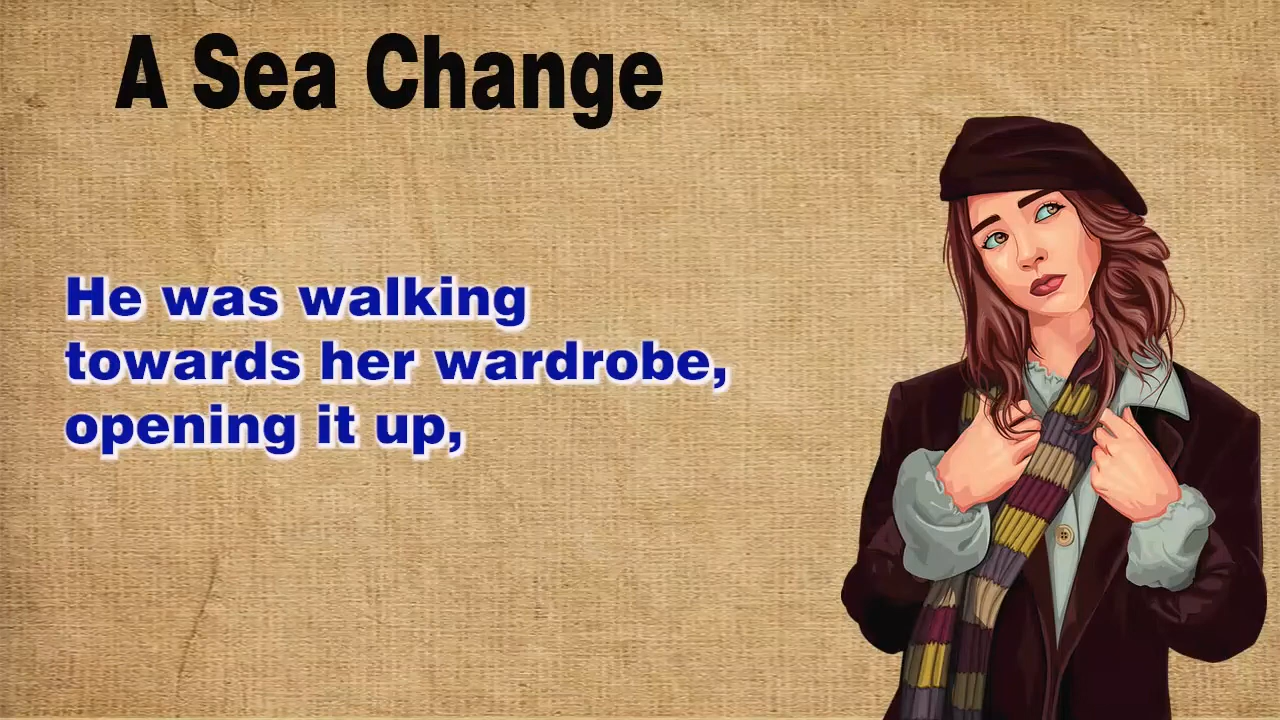 A Sea Change
He was walking
towards her wardrobe,
opening it up,